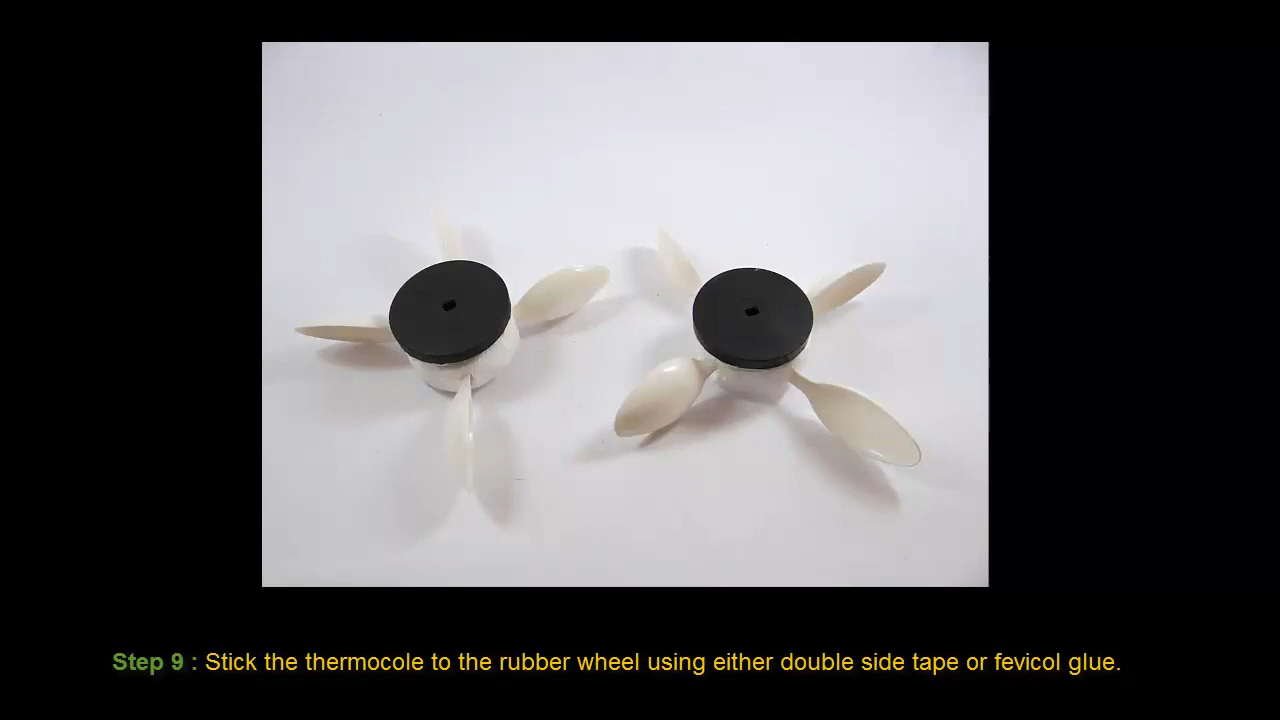 Step 9 : Stick the thermocole to the rubber wheel using either double side tape or fevicol glue.